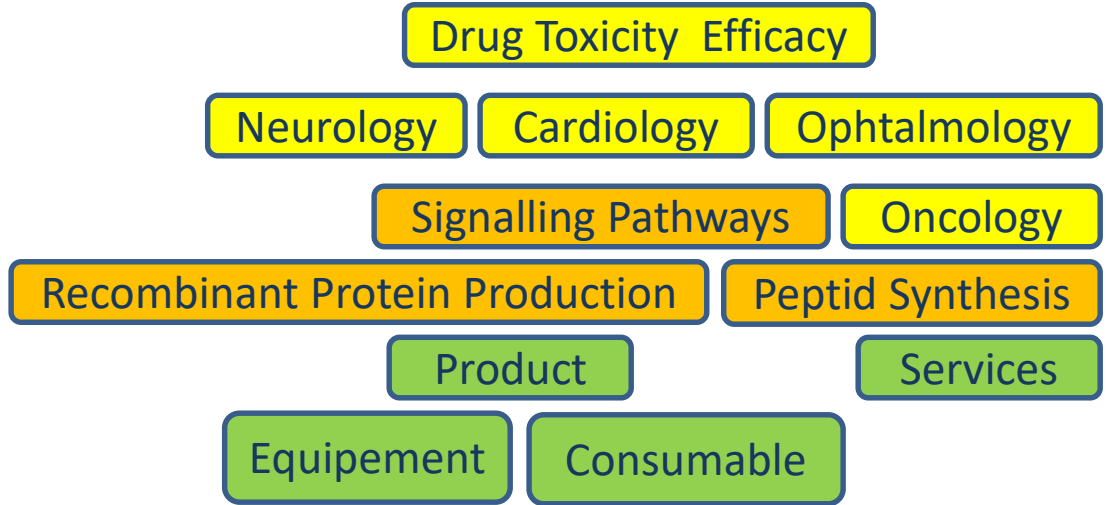 Drug Toxicity  Efficacy
Neurology Cardiology Ophtalmology
Signalling Pathways Oncology
Recombinant Protein Production Peptid Synthesis
Product Services
Equipement Consumable